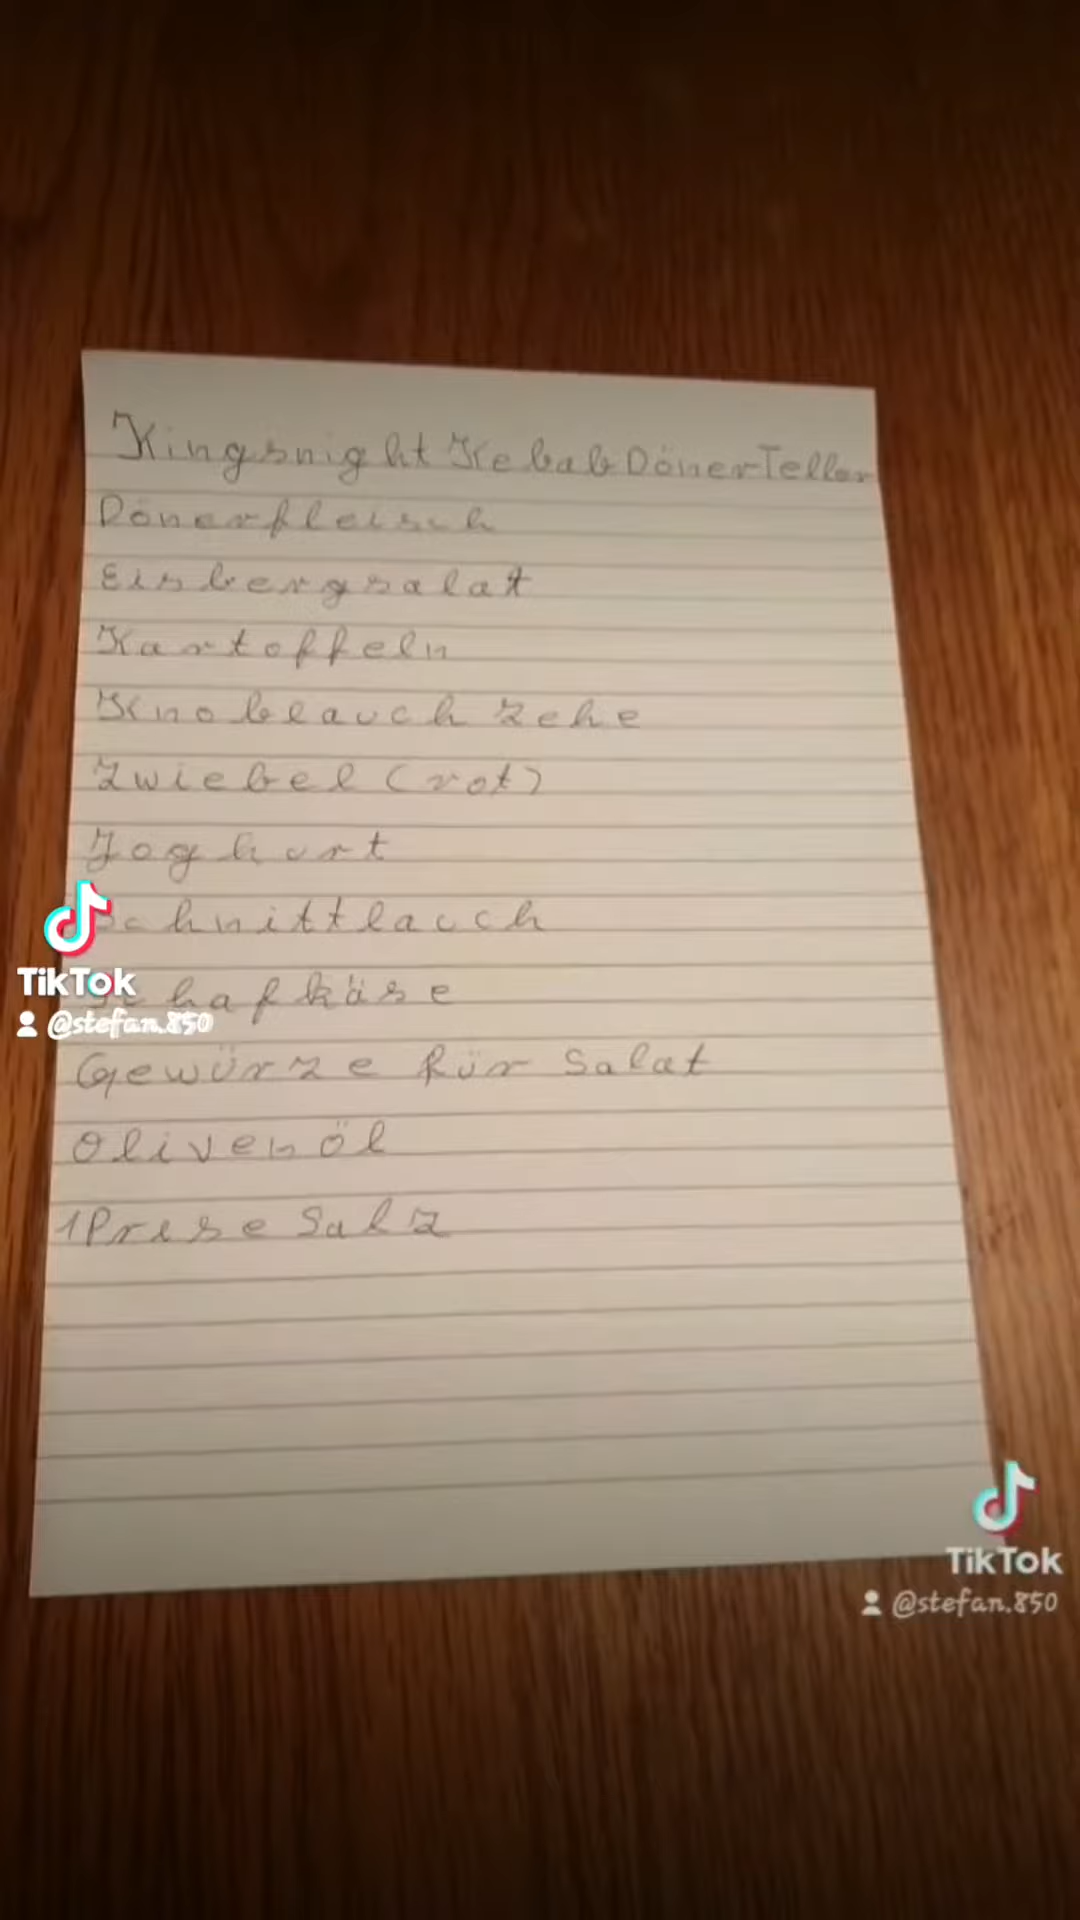 Kingsnight Kebab Döner Teller
Dönerfleisch
Eisbergsalat
Kartoffeln
Knoblauch zehe
Zwiebel (rot)
Joghurt
Schnittlauch
Schafkäse
Gewürze für Salat
Olivenöl
1 Prise Salz
TikTok
@stefan.850
TikTok
@stefan.850